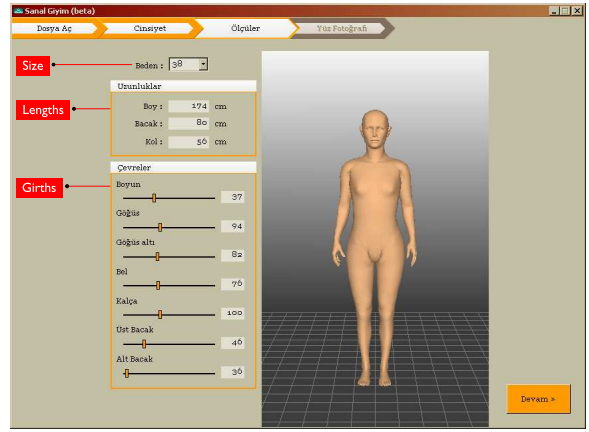 Sanal Giyim (beta)
Dosya Aç
Cinsiyet
Ölçüler
Yüz Fotoğrafı
Size
Beden : 38
Lengths
Uzunluklar
Boy : 174 cm
Bacak : 80 cm
Kol : 56 cm
Girths
Çevreler
Boyun
37
Göğüs
94
Göğüs altı
82
Bel
76
Kalça
100
Üst Bacak
46
Alt Bacak
36
Devam >